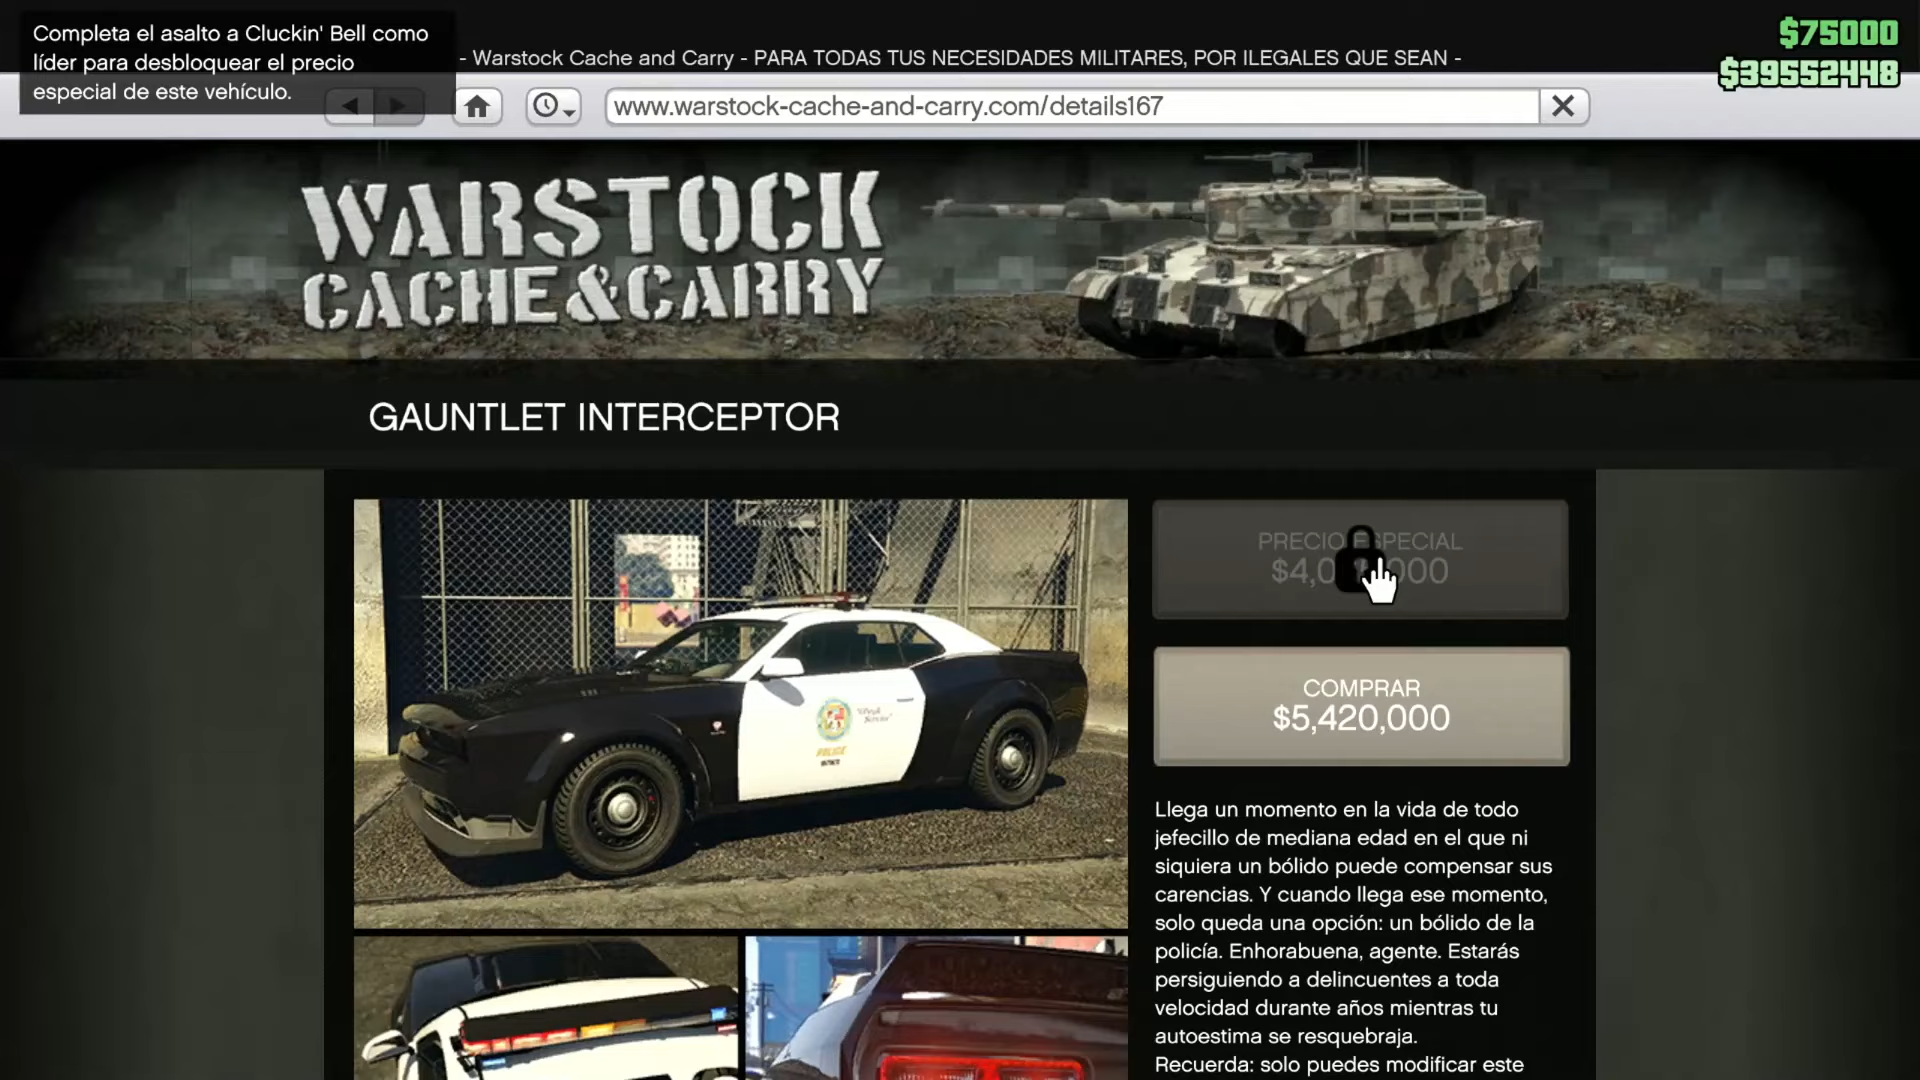 Completa el asalto a Cluckin' Bell como
líder para desbloquear el precio
especial de este vehículo.
- Warstock Cache and Carry - PARA TODAS TUS NECESIDADES MILITARES, POR ILEGALES QUE SEAN -
$75000
$39552448
www.warstock-cache-and-carry.com/details167
WARSTOCK
CACHE & CARRY
GAUNTLET INTERCEPTOR
PRECIO ESPECIAL
COMPRAR
$5,420,000
POLICE
Llega un momento en la vida de todo
jefecillo de mediana edad en el que ni
siquiera un bólido puede compensar sus
carencias. Y cuando llega ese momento,
solo queda una opción: un bólido de la
policía. Enhorabuena, agente. Estarás
persiguiendo a delincuentes a toda
velocidad durante años mientras tu
autoestima se resquebraja.
Recuerda: solo puedes modificar este